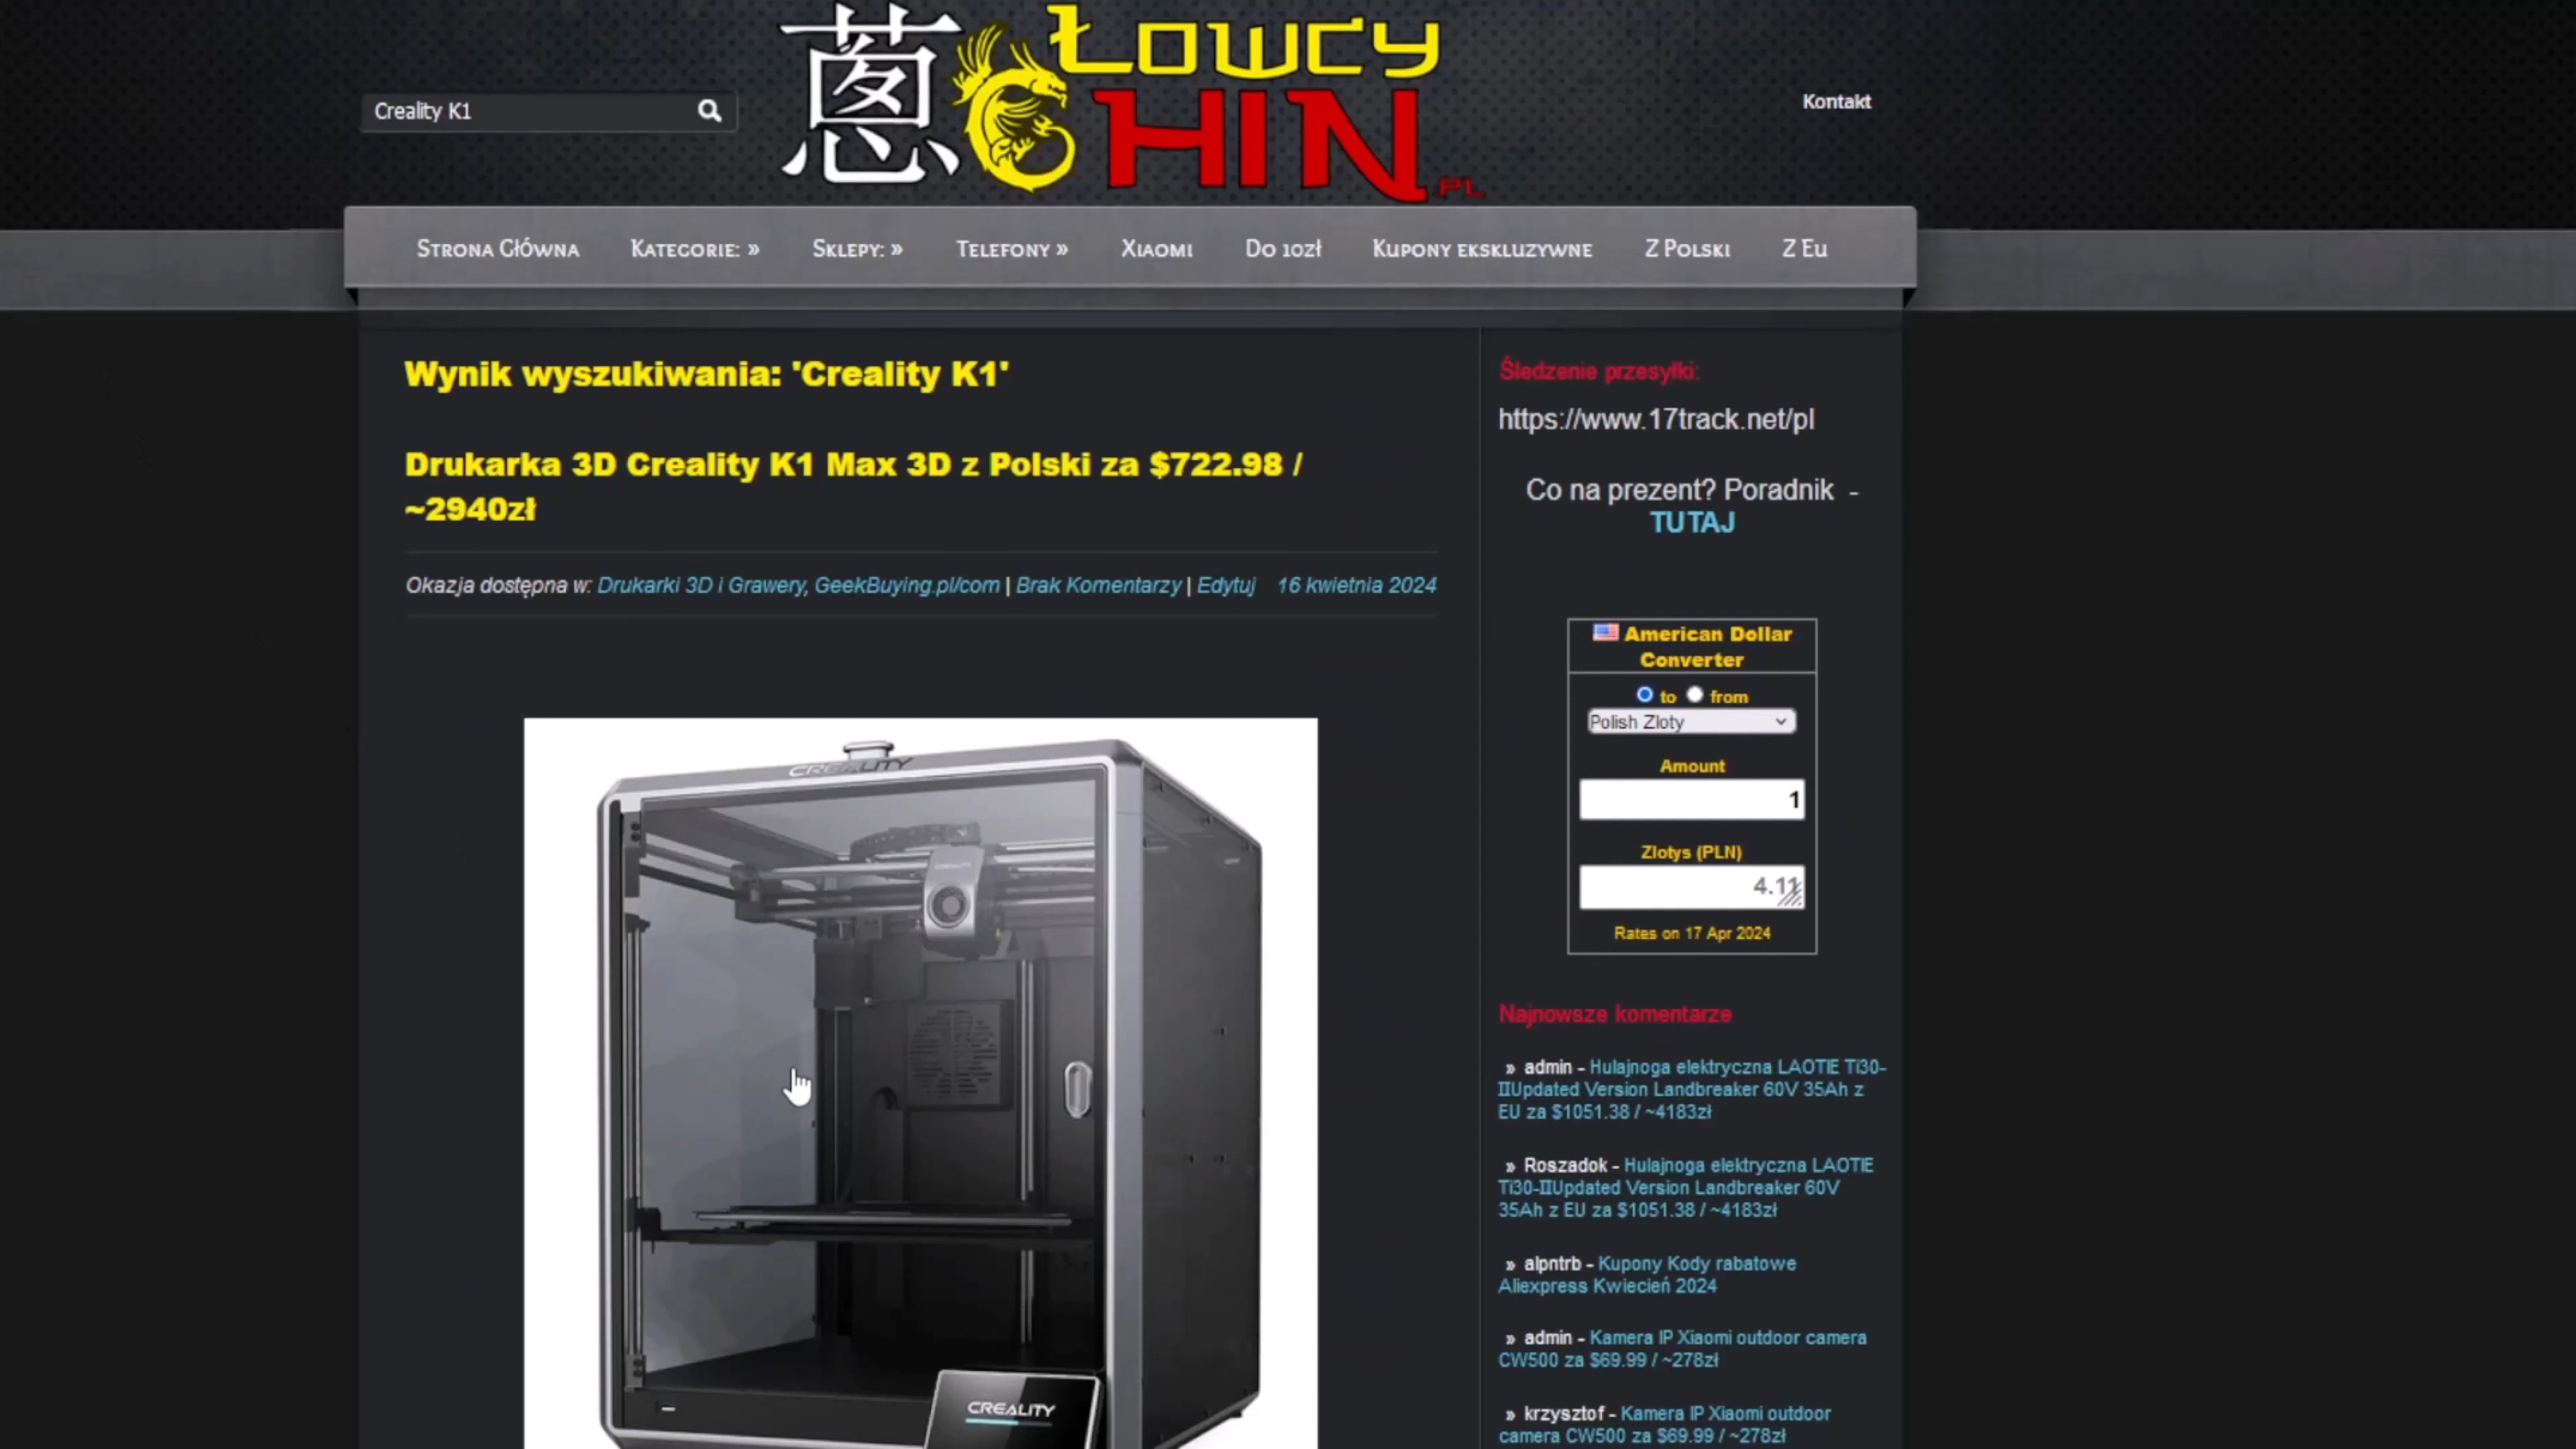 Creality K1
蔥 Łowcy
CHIN
.PL
Kontakt
Strona Główna Kategorie: » Sklepy: » Telefony » Xiaomi Do 10zł Kupony ekskluzywne Z Polski Z Eu
Wynik wyszukiwania: 'Creality K1'
Drukarka 3D Creality K1 Max 3D z Polski za $722.98 /
~2940zł
Okazja dostępna w: Drukarki 3D i Grawery, GeekBuying.pl/com | Brak Komentarzy | Edytuj 16 kwietnia 2024
CREALITY
CREALITY
Śledzenie przesyłki:
https://www.17track.net/pl
Co na prezent? Poradnik -
TUTAJ
American Dollar
Converter
to from
Polish Zloty
Amount
1
Zlotys (PLN)
4.11
Rates on 17 Apr 2024
Najnowsze komentarze
» admin - Hulajnoga elektryczna LAOTIE Ti30-
IIUpdated Version Landbreaker 60V 35Ah z
EU za $1051.38 / ~4183zł
» Roszadok - Hulajnoga elektryczna LAOTIE
Ti30-IIUpdated Version Landbreaker 60V
35Ah z EU za $1051.38 / ~4183zł
» alpntrb - Kupony Kody rabatowe
Aliexpress Kwiecień 2024
» admin - Kamera IP Xiaomi outdoor camera
CW500 za $69.99 / ~278zł
» krzysztof - Kamera IP Xiaomi outdoor
camera CW500 za $69.99 / ~278zł